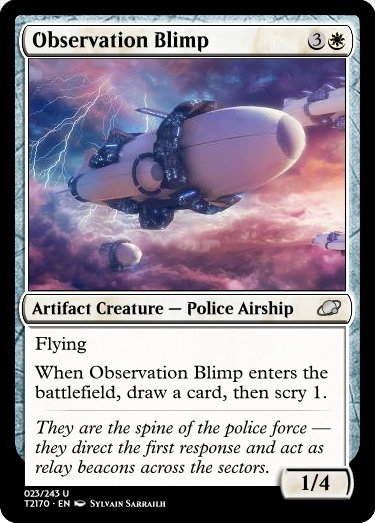 Observation Blimp 3
Artifact Creature — Police Airship
Flying
When Observation Blimp enters the
battlefield, draw a card, then scry 1.
They are the spine of the police force —
they direct the first response and act as
relay beacons across the sectors.
1/4
023/243 U
T2170 · EN Sylvain Sarrailh